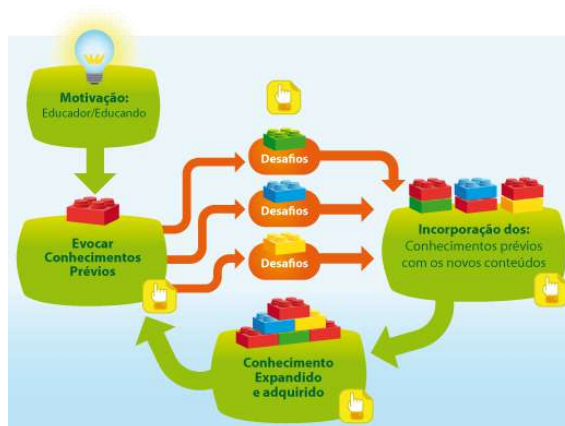 Motivação:
Educador/Educando
Desafios
Desafios
Desafios
Evocar
Conhecimentos
Prévios
Incorporação dos:
Conhecimentos prévios
com os novos conteúdos
Conhecimento
Expandido
e adquirido